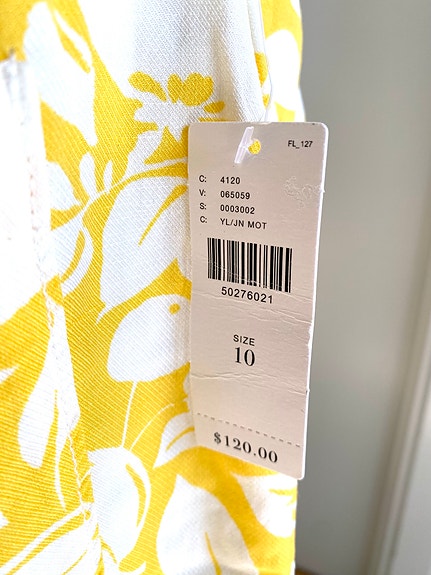 FL_127
C: 4120
V: 065059
S: 0003002
C: YL/JN MOT
50276021
SIZE
10
$120.00